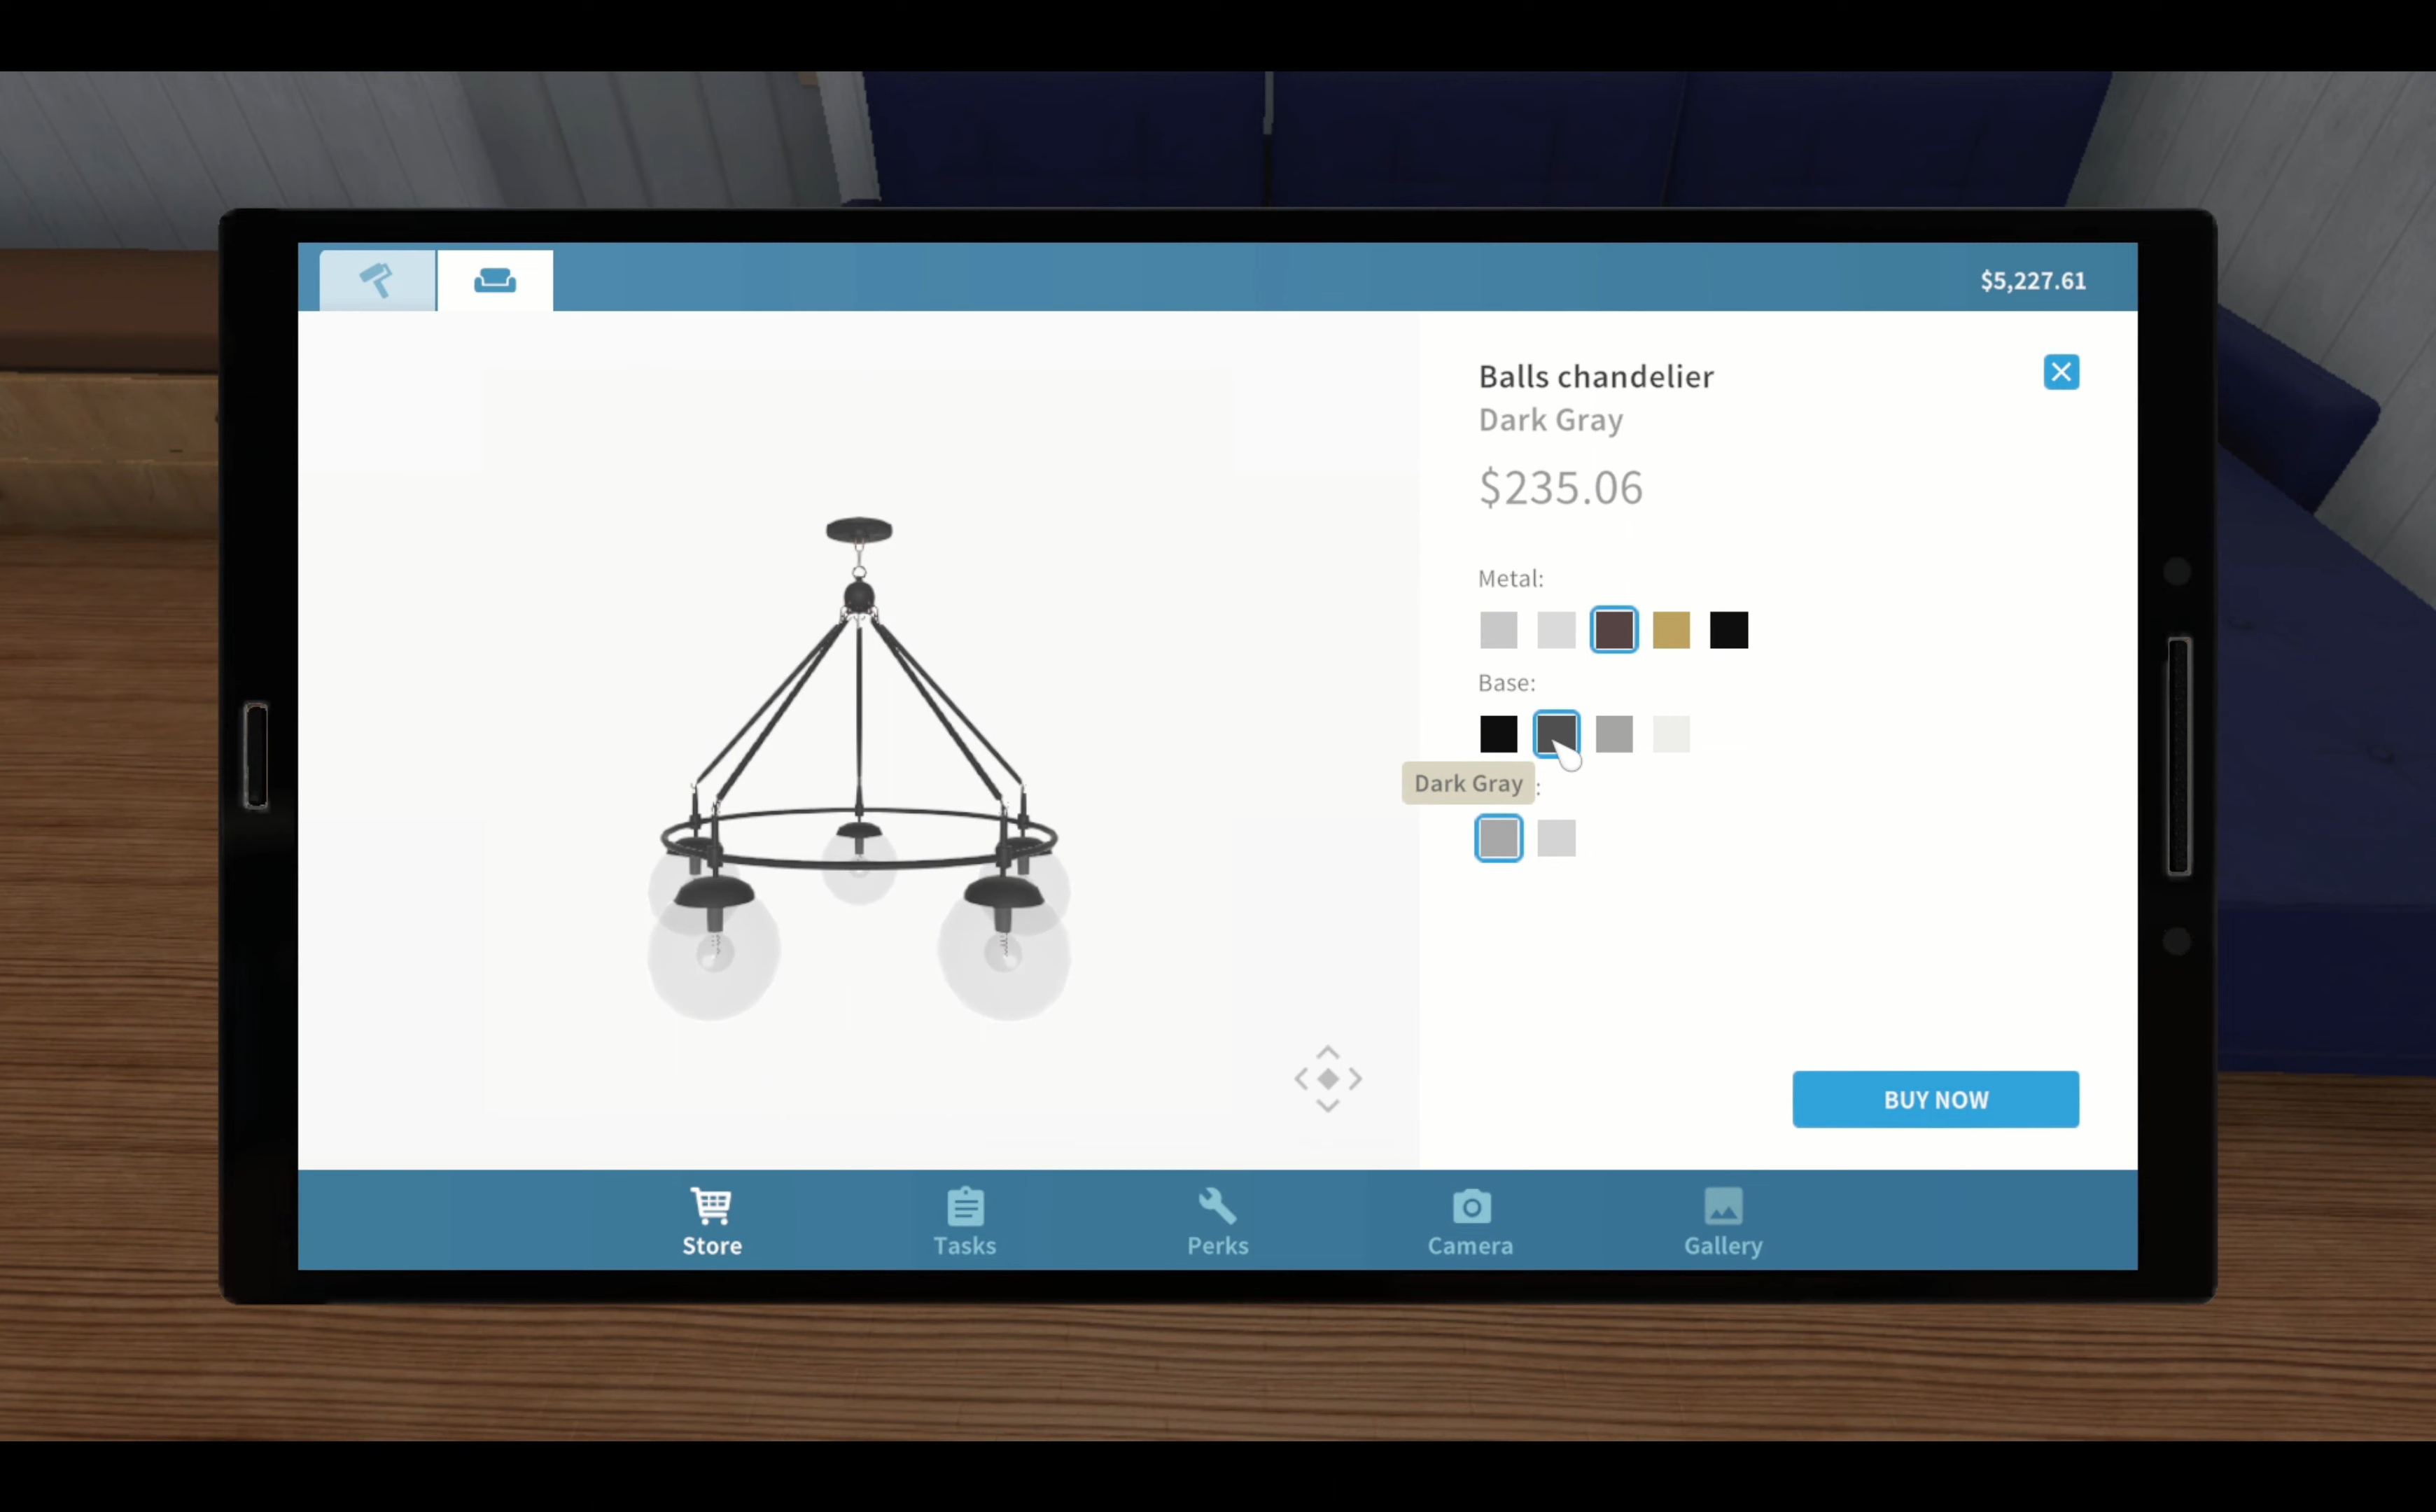 $5,227.61
Balls chandelier
Dark Gray
$235.06
Metal:
Base:
Dark Gray
:
BUY NOW
Store
Tasks
Perks
Camera
Gallery